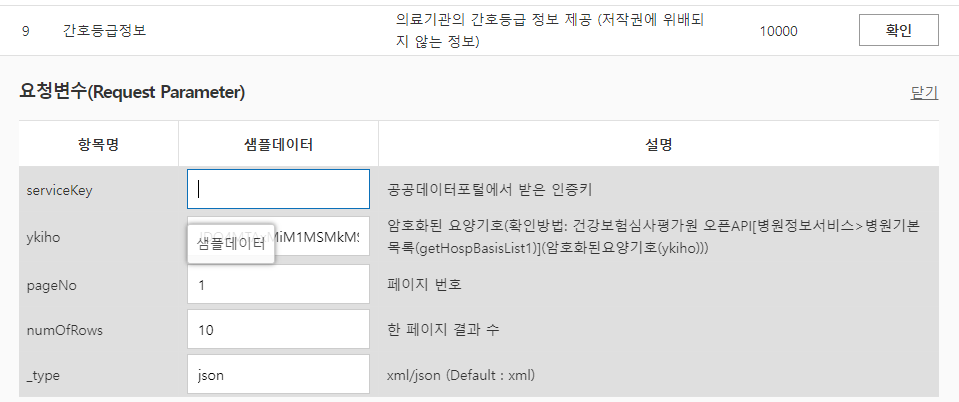 9 간호등급정보 의료기관의 간호등급 정보 제공 (저작권에 위배되 10000 확인
지 않는 정보)
요청변수(Request Parameter) 닫기
항목명 샘플데이터 설명
serviceKey 공공데이터포털에서 받은 인증키
ykiho 암호화된 요양기호(확인방법: 건강보험심사평가원 오픈API[병원정보서비스>병원기본
샘플데이터 목록(getHospBasisList1)](암호화된요양기호(ykiho)))
pageNo 1 페이지 번호
numOfRows 10 한 페이지 결과 수
_type json xml/json (Default : xml)